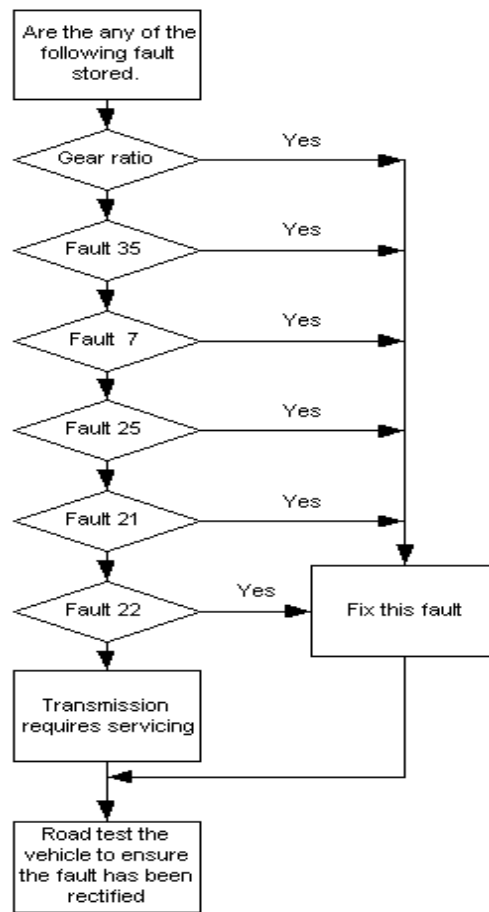 Are the any of the
following fault
stored.
Gear ratio
Yes
Fault 35
Yes
Fault 7
Yes
Fault 25
Yes
Fault 21
Yes
Fault 22
Yes
Fix this fault
Transmission
requires servicing
Road test the
vehicle to ensure
the fault has been
rectified